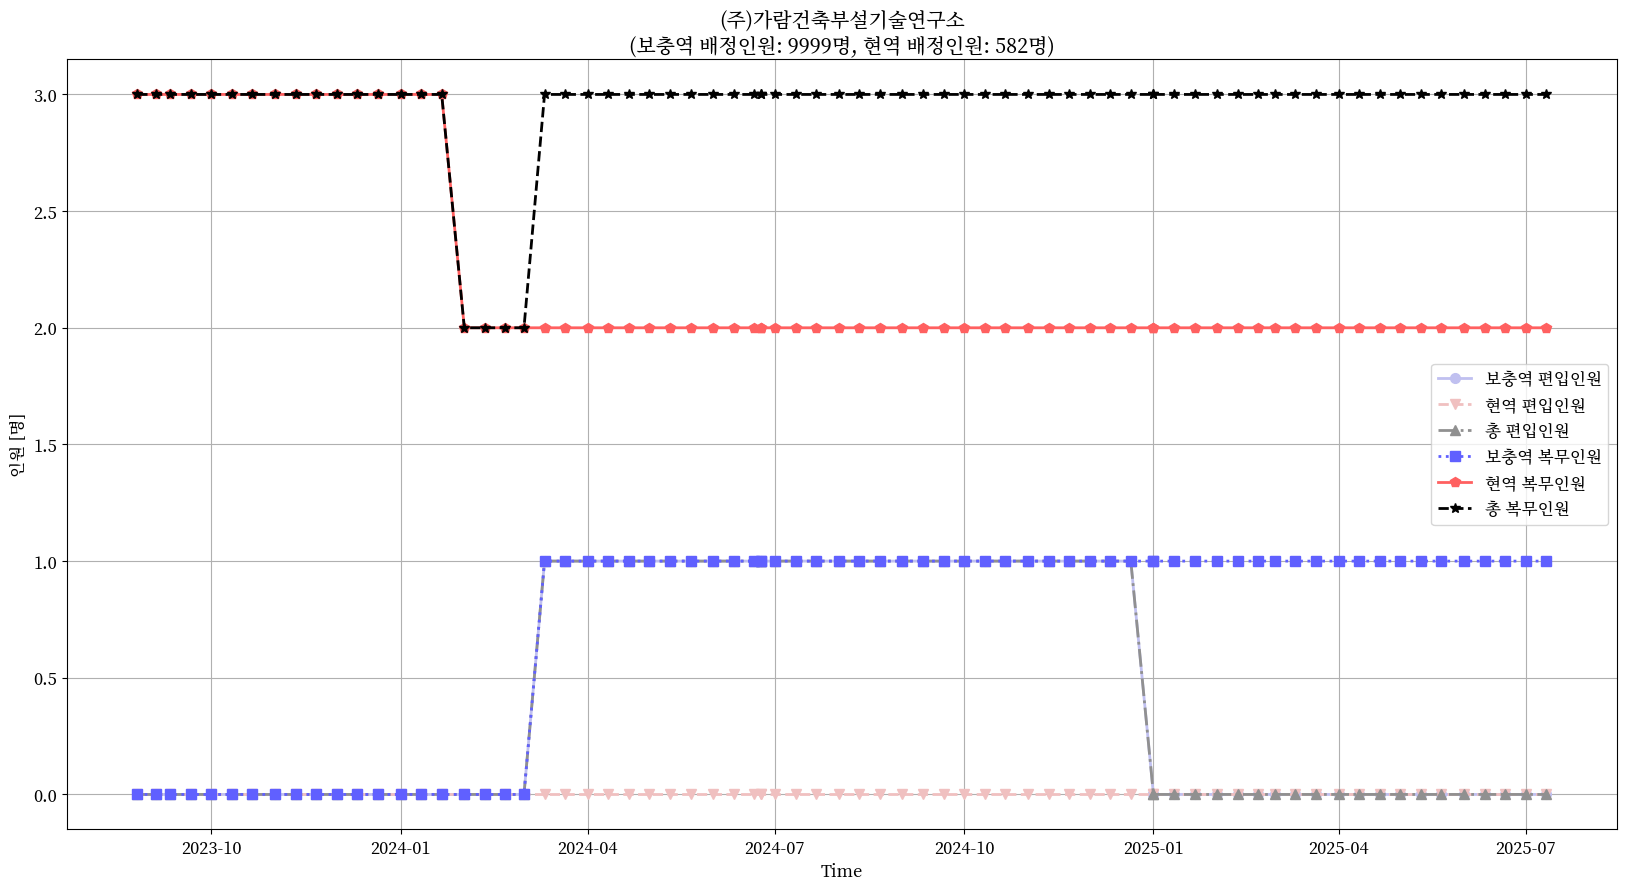 (주)가람건축부설기술연구소
(보충역 배정인원: 9999명, 현역 배정인원: 582명)
3.0
2.5
2.0
1.5
1.0
0.5
0.0
인원 [명]
보충역 편입인원
현역 편입인원
총 편입인원
보충역 복무인원
현역 복무인원
총 복무인원
2023-10
2024-01
2024-04
2024-07
2024-10
2025-01
2025-04
2025-07
Time